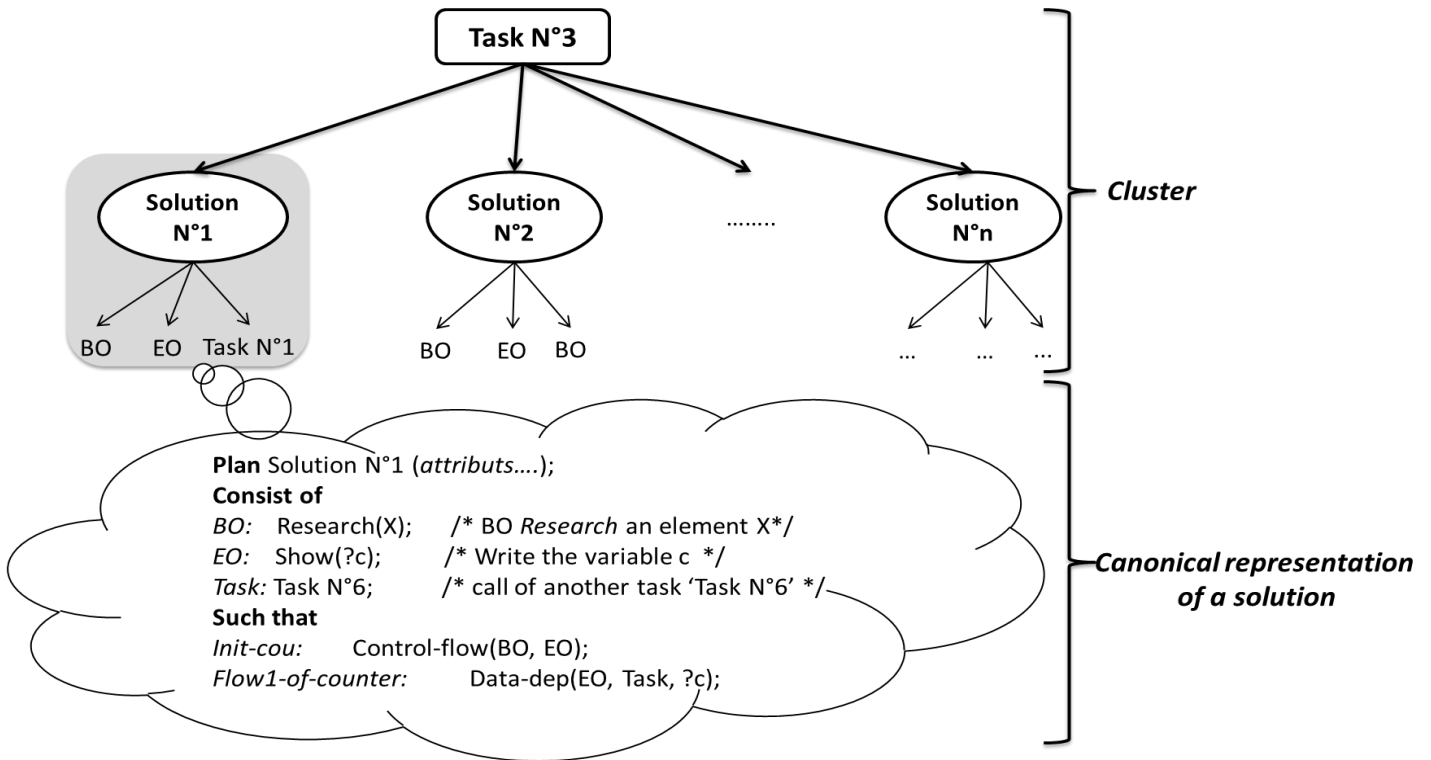 Task N°3
Solution
N°1
Solution
N°2
........
Solution
N°n
Cluster
BO EO Task N°1
BO EO BO
... ... ...
Plan Solution N°1 (attributs....);
Consist of
BO: Research(X); /* BO Research an element X*/
EO: Show(?c); /* Write the variable c */
Task: Task N°6; /* call of another task ‘Task N°6’ */
Such that
Init-cou: Control-flow(BO, EO);
Flow1-of-counter: Data-dep(EO, Task, ?c);
Canonical representation
of a solution